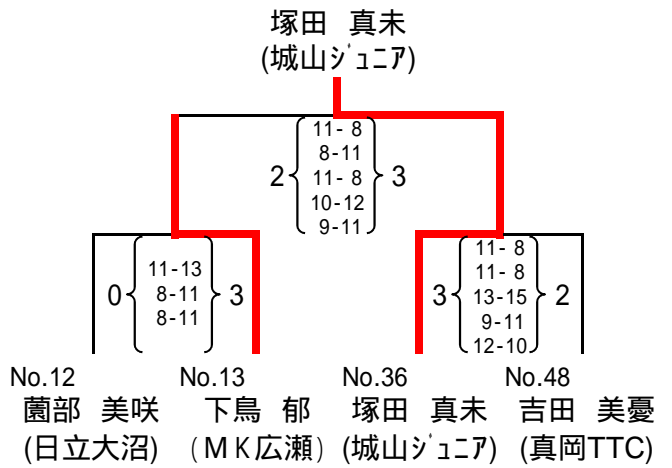 塚田 真未
(城山ジュニア)
11- 8
8-11
2 11- 8 3
10-12
9-11
11-13
0 8-11 3
8-11
11- 8
11- 8
3 13-15 2
9-11
12-10
No.12 No.13 No.36 No.48
薗部 美咲 下鳥 郁 塚田 真未 吉田 美憂
(日立大沼) (ＭＫ広瀬) (城山ジュニア) (真岡TTC)